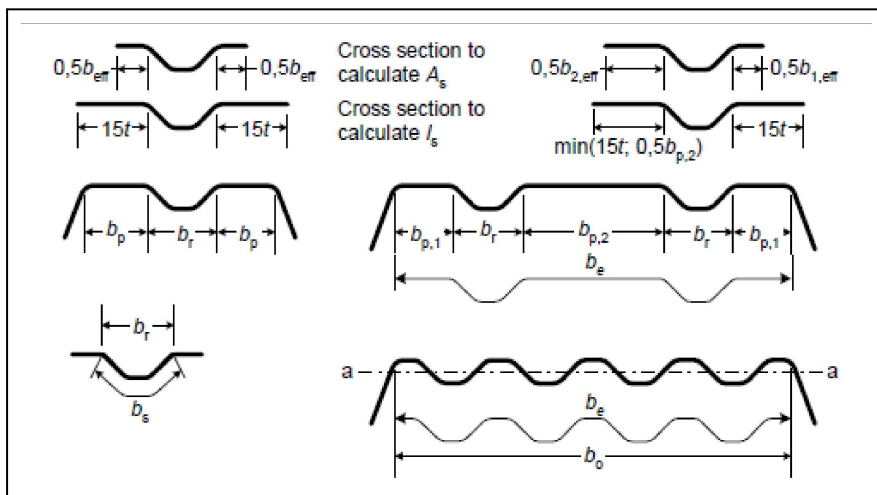 0,5b_eff 0,5b_eff Cross section to calculate A_s 0,5b_2,eff 0,5b_1,eff
15t 15t Cross section to calculate I_s min(15t; 0,5b_p,2) 15t
b_p b_r b_p b_p,1 b_r b_p,2 b_r b_p,1
b_e
b_r
b_s
a a
b_e
b_o